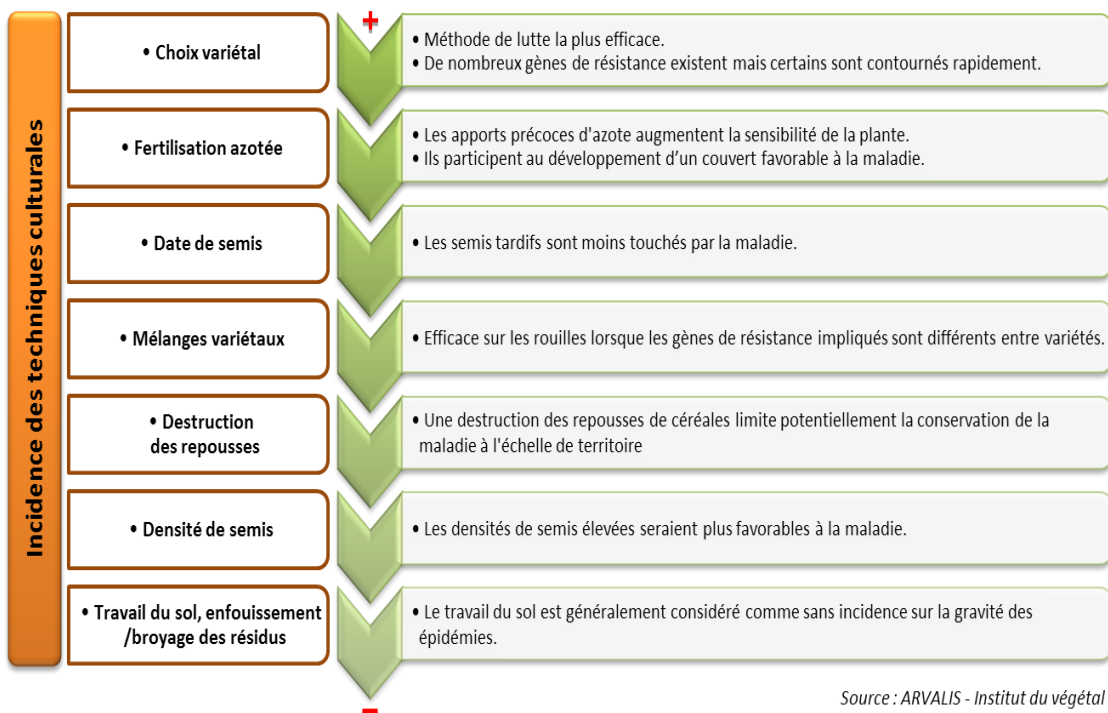 Incidence des techniques culturales
+
• Choix variétal
• Méthode de lutte la plus efficace.
• De nombreux gènes de résistance existent mais certains sont contournés rapidement.
• Fertilisation azotée
• Les apports précoces d'azote augmentent la sensibilité de la plante.
• Ils participent au développement d'un couvert favorable à la maladie.
• Date de semis
• Les semis tardifs sont moins touchés par la maladie.
• Mélanges variétaux
• Efficace sur les rouilles lorsque les gènes de résistance impliqués sont différents entre variétés.
• Destruction
des repousses
• Une destruction des repousses de céréales limite potentiellement la conservation de la
maladie à l'échelle de territoire
• Densité de semis
• Les densités de semis élevées seraient plus favorables à la maladie.
• Travail du sol, enfouissement
/broyage des résidus
• Le travail du sol est généralement considéré comme sans incidence sur la gravité des
épidémies.
-
Source : ARVALIS - Institut du végétal